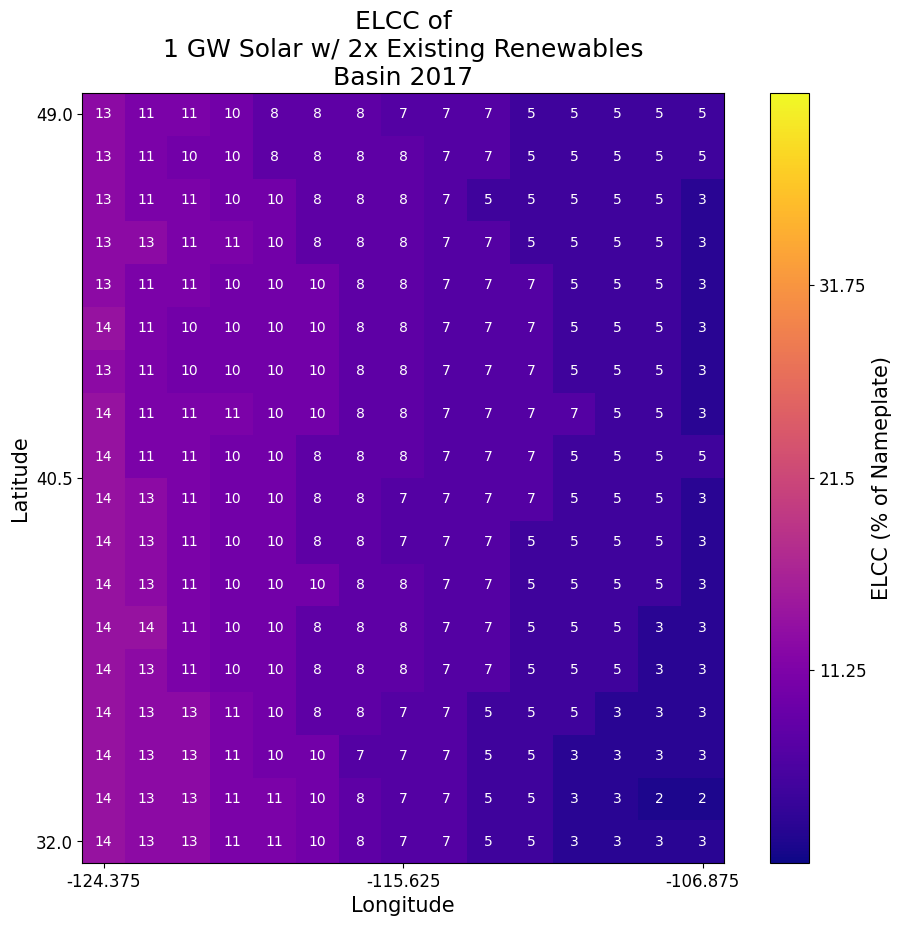 ELCC of
1 GW Solar w/ 2x Existing Renewables
Basin 2017
49.0 13 11 11 10 8 8 8 7 7 7 5 5 5 5 5
13 11 10 10 8 8 8 8 7 7 5 5 5 5 5
13 11 11 10 10 8 8 8 7 5 5 5 5 5 3
13 13 11 11 10 8 8 8 7 7 5 5 5 5 3
13 11 11 10 10 10 8 8 7 7 7 5 5 5 3 31.75
14 11 10 10 10 10 8 8 7 7 7 5 5 5 3
13 11 10 10 10 10 8 8 7 7 7 5 5 5 3
14 11 11 11 10 10 8 8 7 7 7 7 5 5 3
14 11 11 10 10 8 8 8 7 7 7 5 5 5 5
40.5 21.5
14 13 11 10 10 8 8 7 7 7 7 5 5 5 3
14 13 11 10 10 8 8 7 7 7 5 5 5 5 3
14 13 11 10 10 10 8 8 7 7 5 5 5 5 3
14 14 11 10 10 8 8 8 7 7 5 5 5 3 3
14 13 11 10 10 8 8 8 7 7 5 5 5 3 3 11.25
14 13 13 11 10 8 8 7 7 5 5 5 3 3 3
14 13 13 11 10 10 7 7 7 5 5 3 3 3 3
14 13 13 11 11 10 8 7 7 5 5 3 3 2 2
32.0 14 13 13 11 11 10 8 7 7 5 5 3 3 3 3
-124.375 -115.625 -106.875
Longitude
Latitude
ELCC (% of Nameplate)